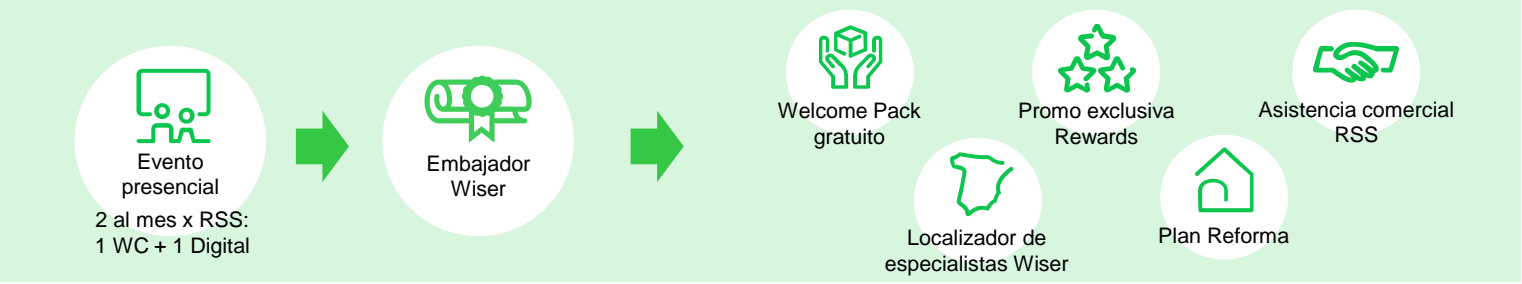 Evento
presencial
2 al mes x RSS:
1 WC + 1 Digital
Embajador
Wiser
Welcome Pack
gratuito
Promo exclusiva
Rewards
Asistencia comercial
RSS
Localizador de
especialistas Wiser
Plan Reforma